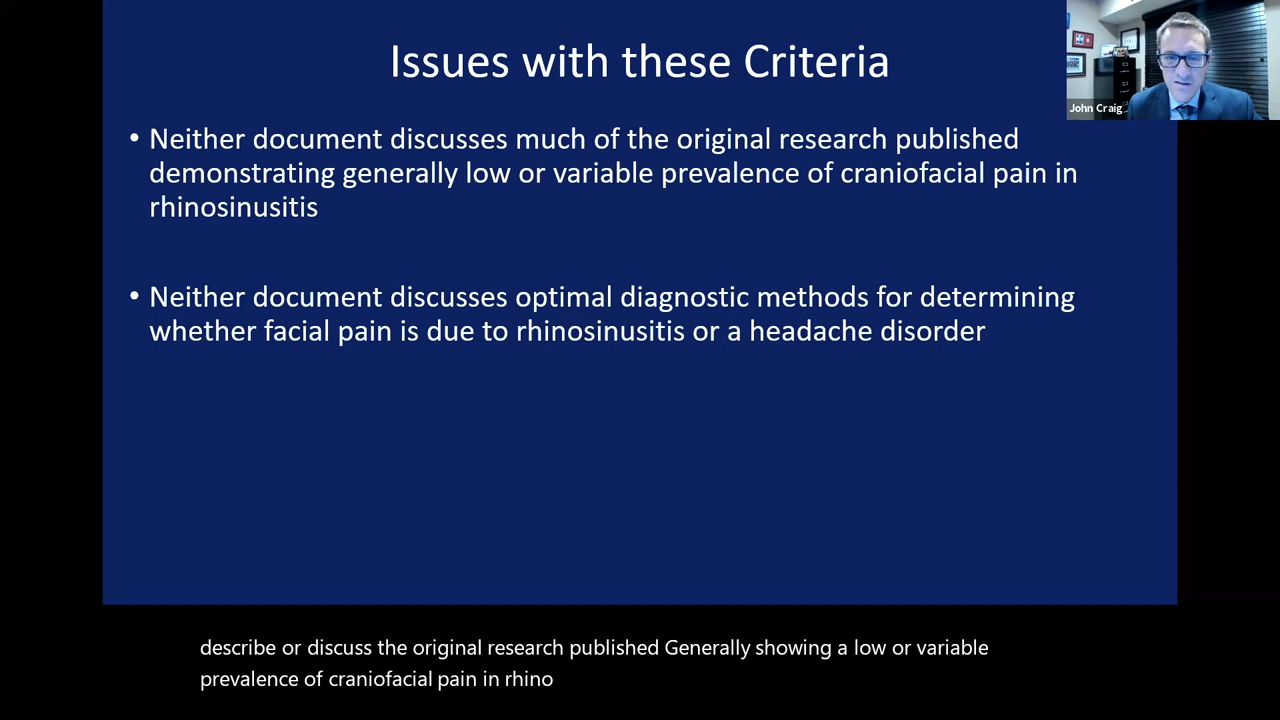 Issues with these Criteria
John Craig
• Neither document discusses much of the original research published
demonstrating generally low or variable prevalence of craniofacial pain in
rhinosinusitis
• Neither document discusses optimal diagnostic methods for determining
whether facial pain is due to rhinosinusitis or a headache disorder
describe or discuss the original research published Generally showing a low or variable
prevalence of craniofacial pain in rhino